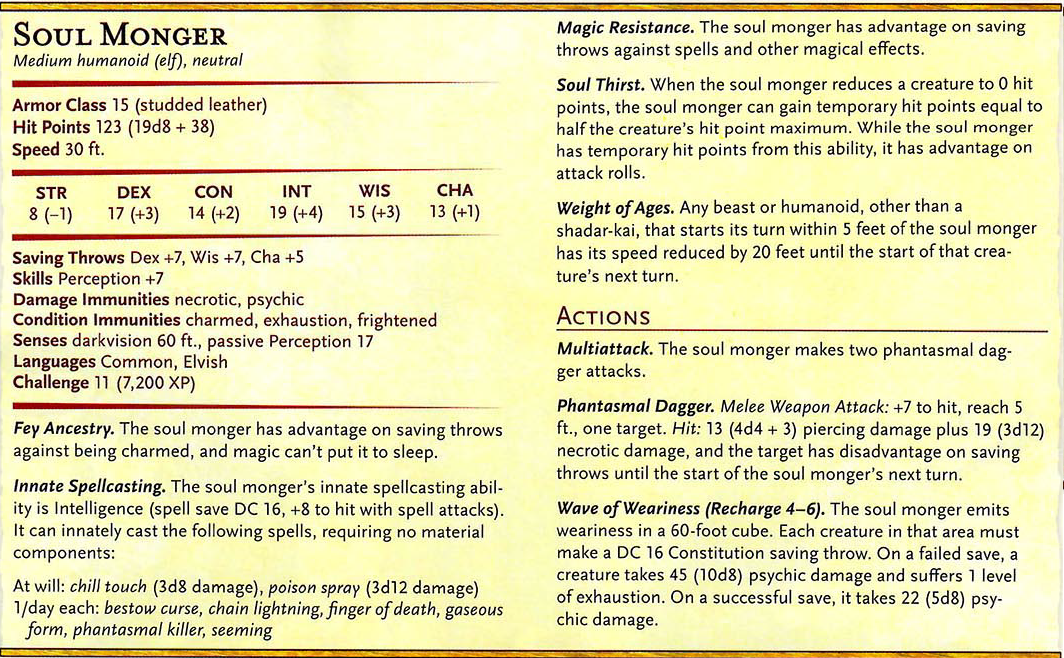 SOUL MONGER
Medium humanoid (elf), neutral
Armor Class 15 (studded leather)
Hit Points 123 (19d8 + 38)
Speed 30 ft.
STR DEX CON INT WIS CHA
8 (−1) 17 (+3) 14 (+2) 19 (+4) 15 (+3) 13 (+1)
Saving Throws Dex +7, Wis +7, Cha +5
Skills Perception +7
Damage Immunities necrotic, psychic
Condition Immunities charmed, exhaustion, frightened
Senses darkvision 60 ft., passive Perception 17
Languages Common, Elvish
Challenge 11 (7,200 XP)
Fey Ancestry. The soul monger has advantage on saving throws
against being charmed, and magic can't put it to sleep.
Innate Spellcasting. The soul monger's innate spellcasting abil-
ity is Intelligence (spell save DC 16, +8 to hit with spell attacks).
It can innately cast the following spells, requiring no material
components:
At will: chill touch (3d8 damage), poison spray (3d12 damage)
1/day each: bestow curse, chain lightning, finger of death, gaseous
form, phantasmal killer, seeming
Magic Resistance. The soul monger has advantage on saving
throws against spells and other magical effects.
Soul Thirst. When the soul monger reduces a creature to 0 hit
points, the soul monger can gain temporary hit points equal to
half the creature's hit point maximum. While the soul monger
has temporary hit points from this ability, it has advantage on
attack rolls.
Weight of Ages. Any beast or humanoid, other than a
shadar-kai, that starts its turn within 5 feet of the soul monger
has its speed reduced by 20 feet until the start of that crea-
ture's next turn.
ACTIONS
Multiattack. The soul monger makes two phantasmal dag-
ger attacks.
Phantasmal Dagger. Melee Weapon Attack: +7 to hit, reach 5
ft., one target. Hit: 13 (4d4 + 3) piercing damage plus 19 (3d12)
necrotic damage, and the target has disadvantage on saving
throws until the start of the soul monger's next turn.
Wave of Weariness (Recharge 4–6). The soul monger emits
weariness in a 60-foot cube. Each creature in that area must
make a DC 16 Constitution saving throw. On a failed save, a
creature takes 45 (10d8) psychic damage and suffers 1 level
of exhaustion. On a successful save, it takes 22 (5d8) psy-
chic damage.